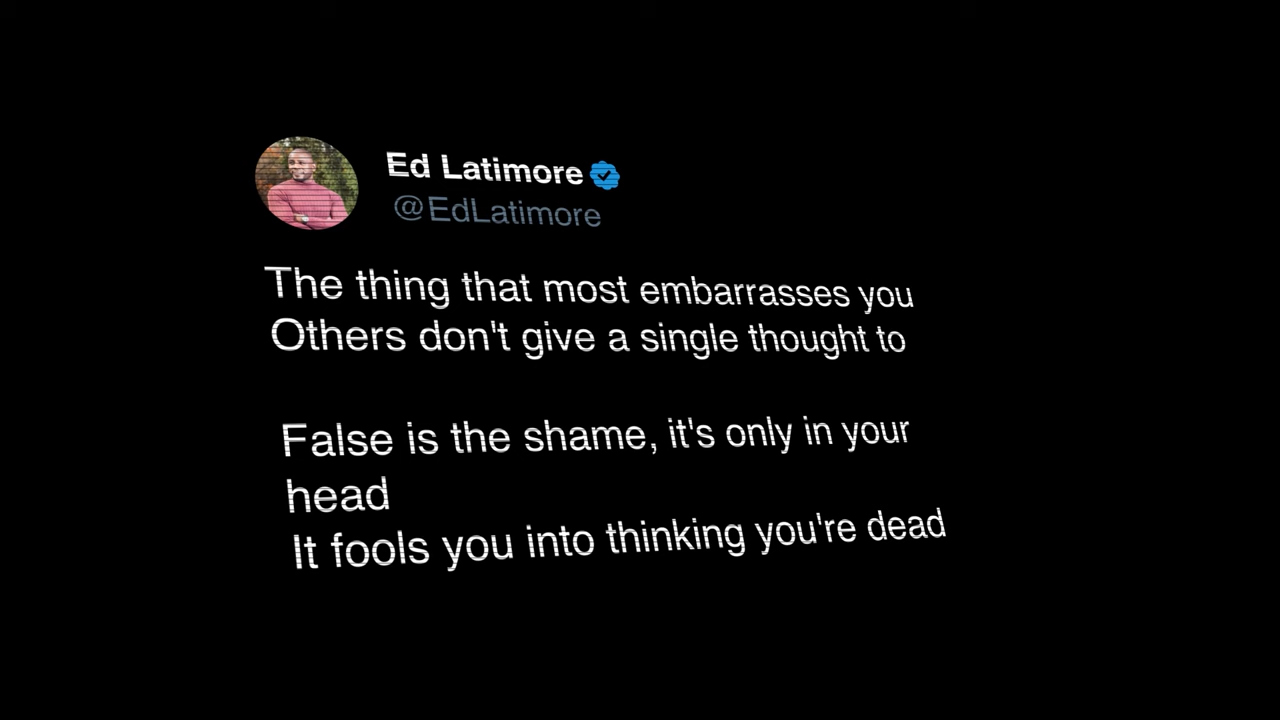 Ed Latimore
@EdLatimore
The thing that most embarrasses you
Others don't give a single thought to
False is the shame, it's only in your
head
It fools you into thinking you're dead